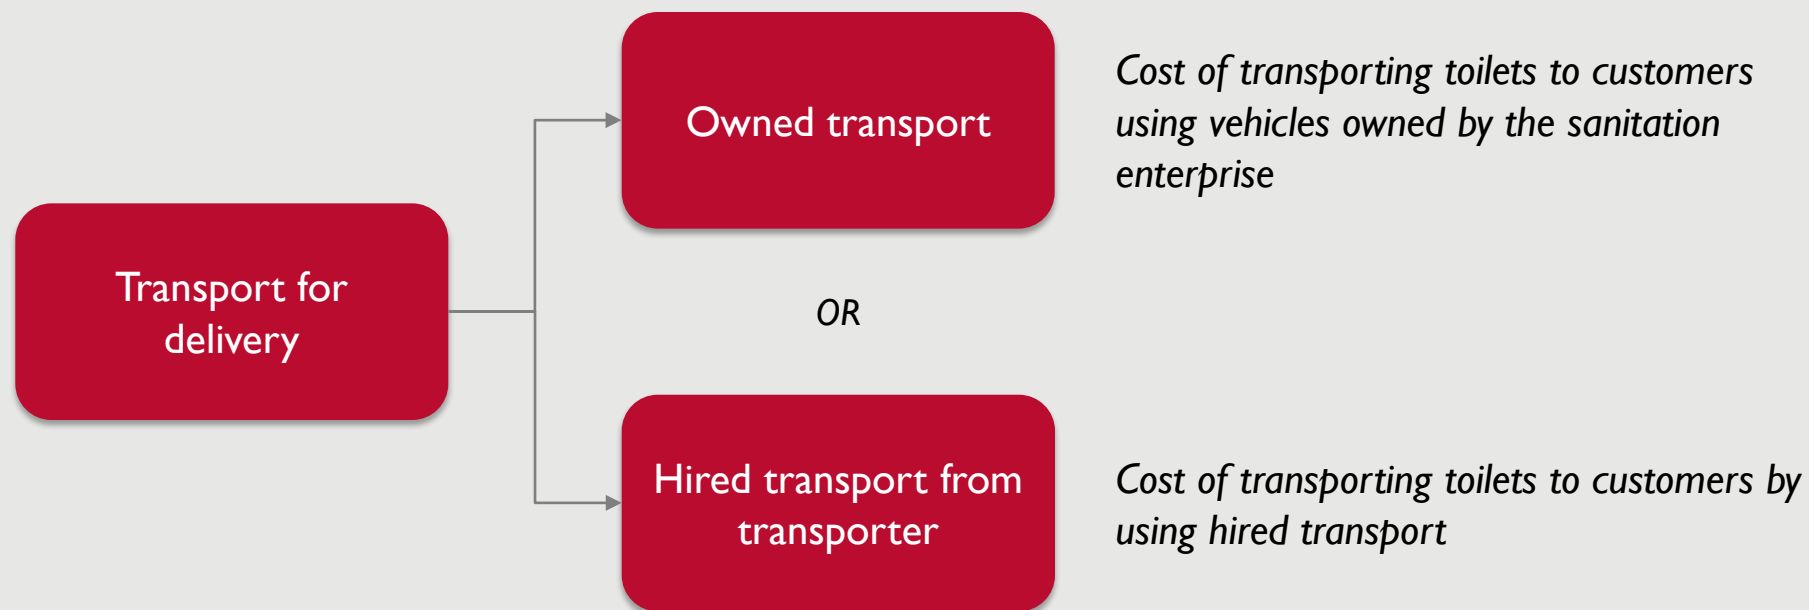 Owned transport
Cost of transporting toilets to customers
using vehicles owned by the sanitation
enterprise
Transport for
delivery
OR
Hired transport from
transporter
Cost of transporting toilets to customers by
using hired transport